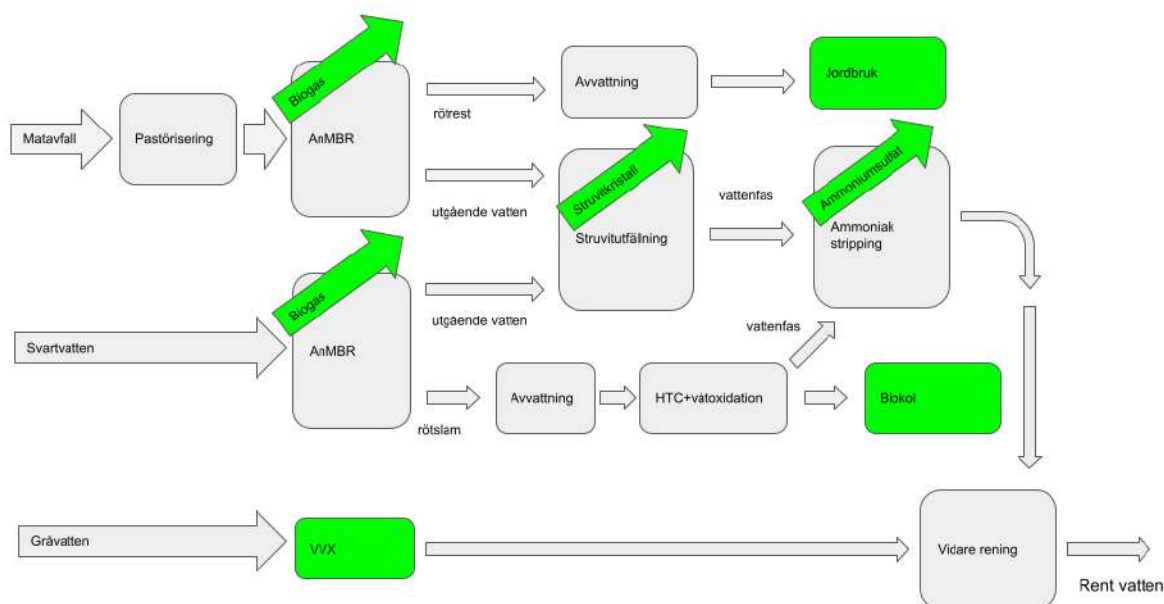 Biogas
Avvattning
Jordbruk
rötrest
Matavfall
Pastörisering
AnMBR
Struvitkristall
Ammoniumsulfat
vattenfas
utgående vatten
Struvitutfällning
Ammoniak
stripping
Biogas
utgående vatten
vattenfas
Svartvatten
AnMBR
Avvattning
HTC+våtoxidation
Biokol
rötslam
Gråvatten
VVX
Vidare rening
Rent vatten